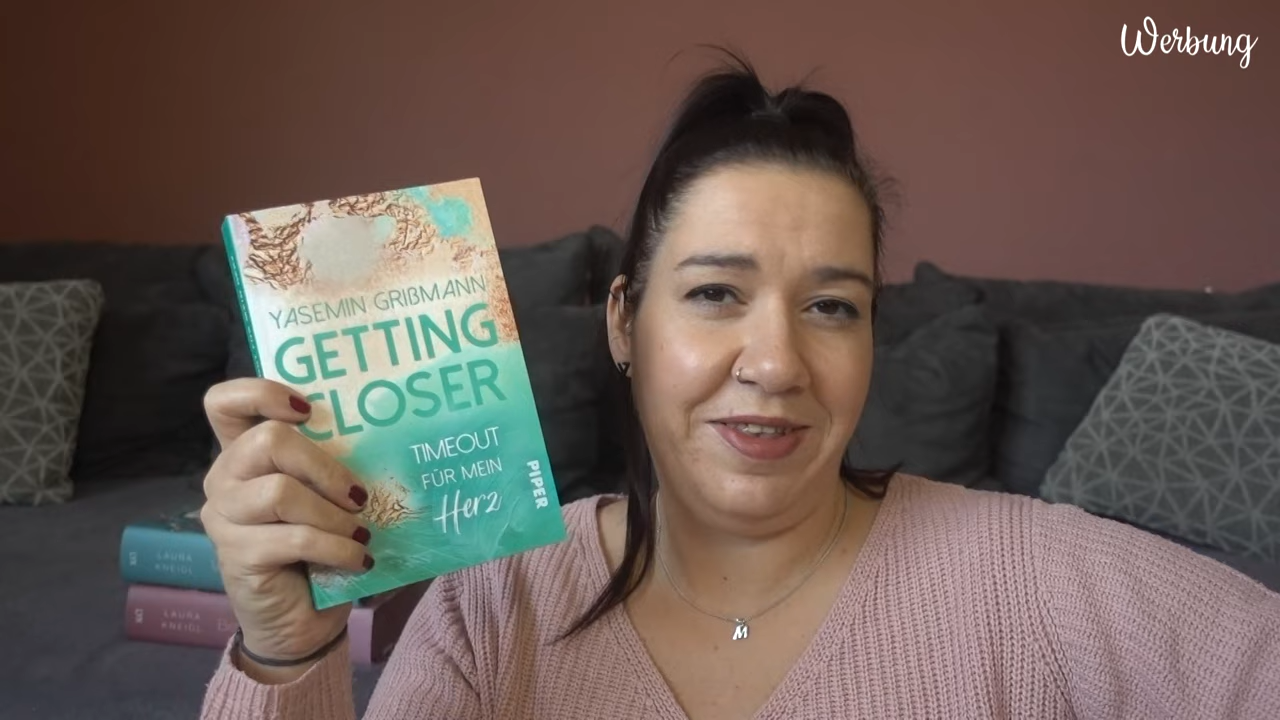 Werbung
YASEMIN GRIßMANN
GETTING
CLOSER
TIMEOUT
FÜR MEIN
Herz
PIPER
LAURA
KNEIDL
LAURA
KNEIDL
M